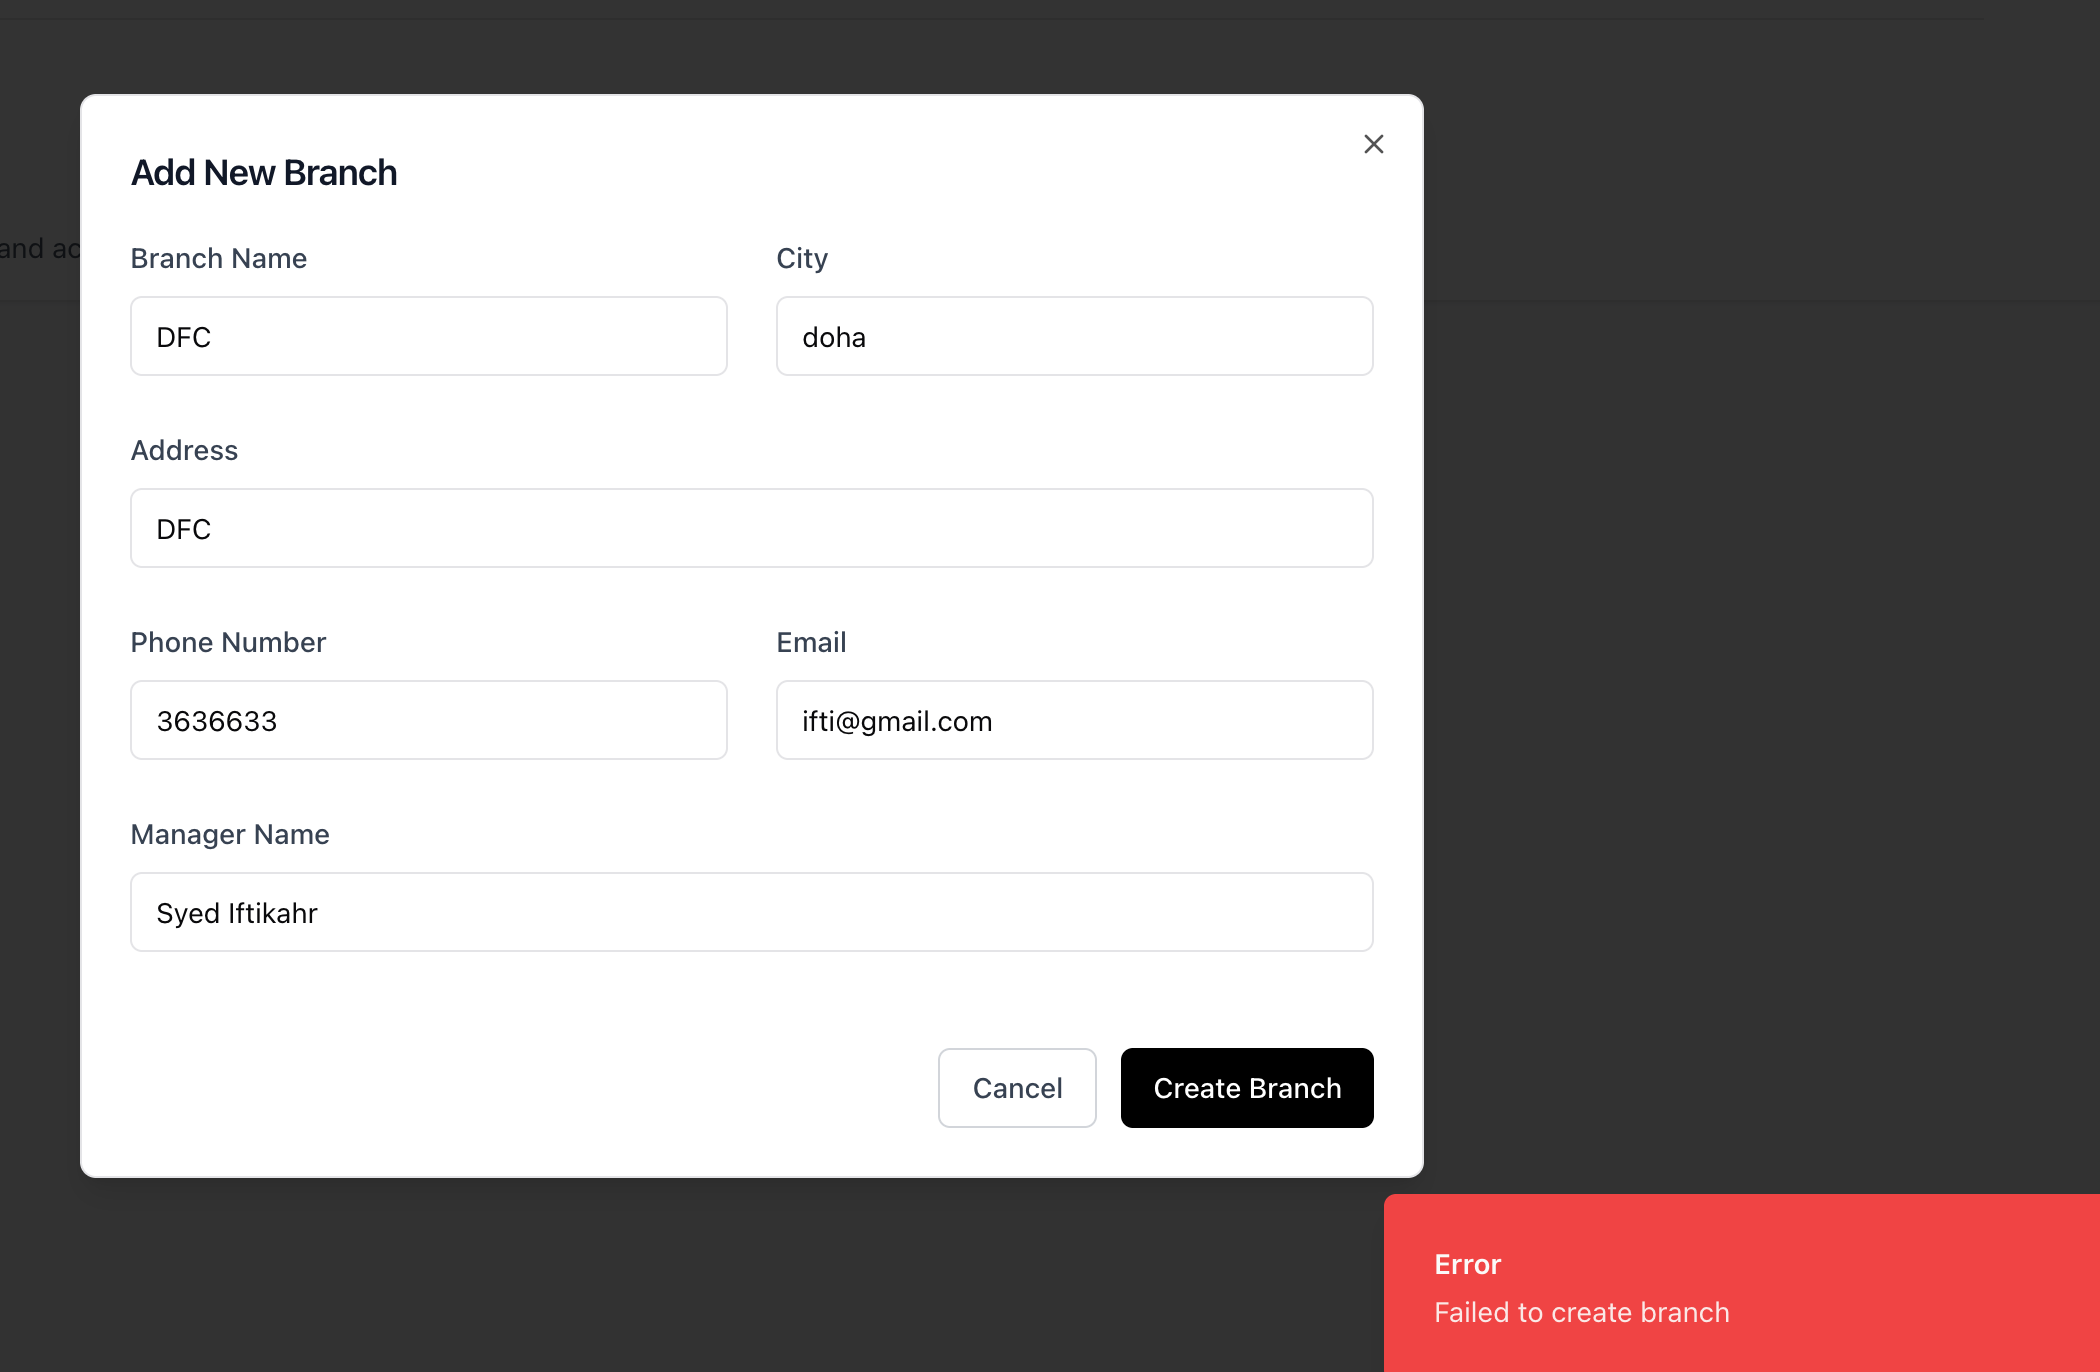 and ac
Add New Branch
Branch Name
City
DFC
doha
Address
DFC
Phone Number
Email
3636633
ifti@gmail.com
Manager Name
Syed Iftikahr
Cancel
Create Branch
Error
Failed to create branch